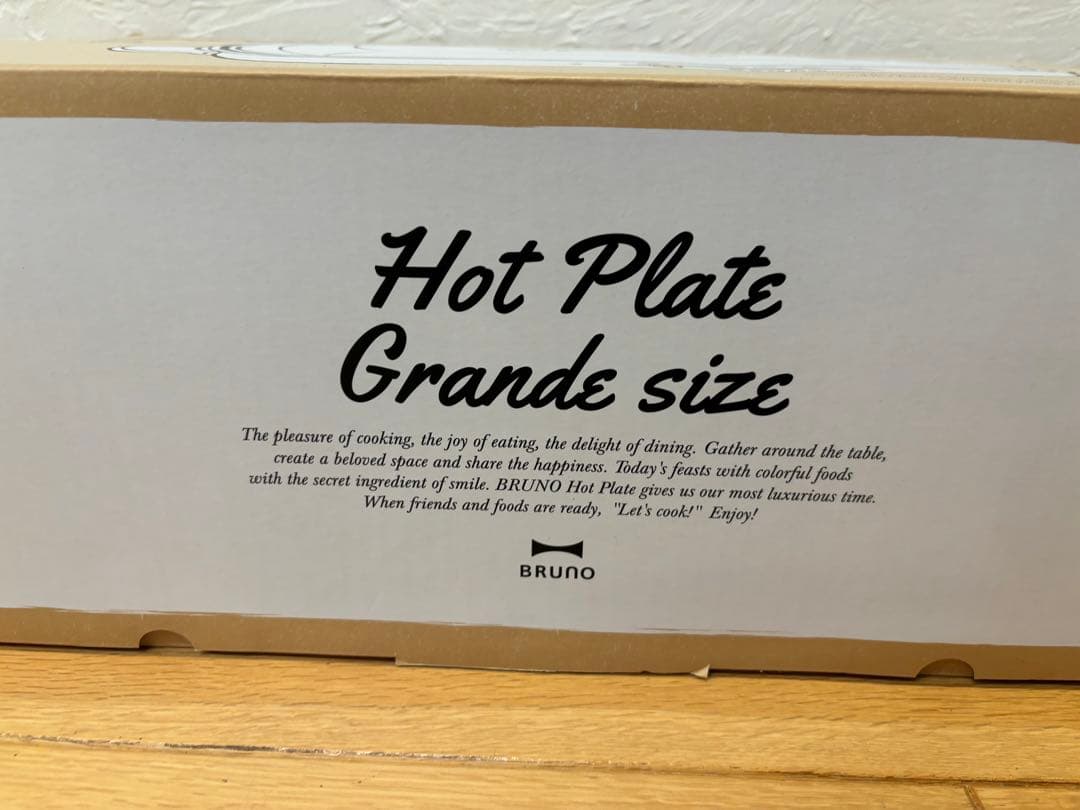 Hot Plate
Grande size
The pleasure of cooking, the joy of eating, the delight of dining. Gather around the table,
create a beloved space and share the happiness. Today's feasts with colorful foods
with the secret ingredient of smile. BRUNO Hot Plate gives us our most luxurious time.
When friends and foods are ready, "Let's cook!" Enjoy!
BRUNO